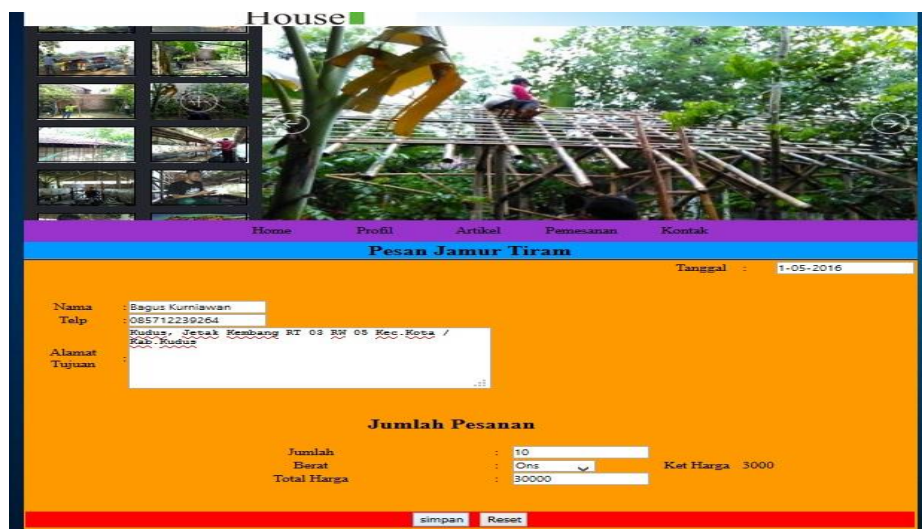 House
Home Profil Artikel Pemesanan Kontak
Pesan Jamur Tiram
Tanggal : 1-05-2016
Nama : Bagus Kurniawan
Telp : 085712239264
Alamat Tujuan : Kudus, Jetak Kembang RT 03 RW 05 Kec.Kota /
Kab.Kudus
Jumlah Pesanan
Jumlah : 10
Berat : Ons Ket Harga 3000
Total Harga : 30000
simpan Reset